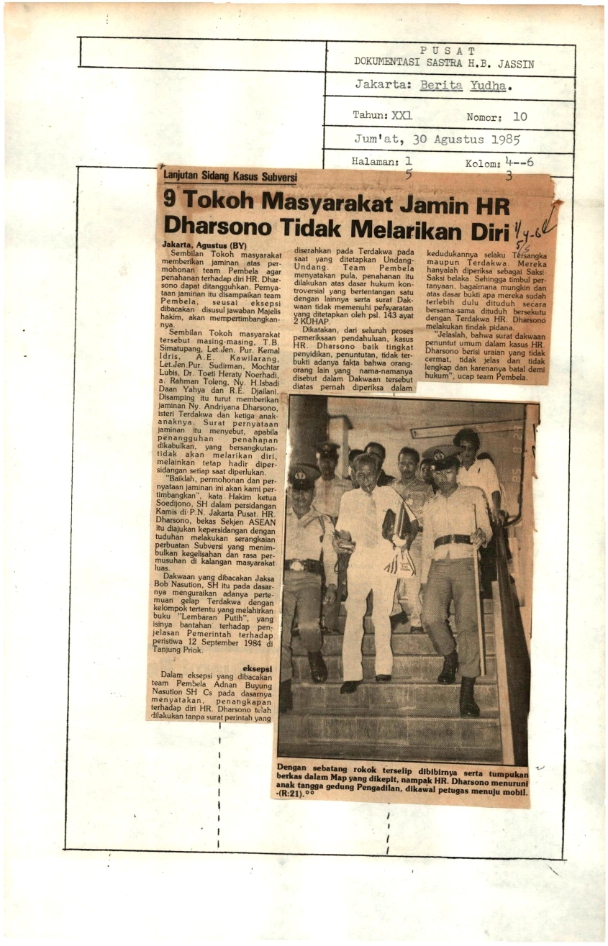 P U S A T
DOKUMENTASI SASTRA H.B. JASSIN
Jakarta: Berita Yudha.
Tahun: XXI Nomor: 10
Jum'at, 30 Agustus 1985
Halaman: 1 Kolom: 4--6
5 3
Lanjutan Sidang Kasus Subversi
9 Tokoh Masyarakat Jamin HR
Dharsono Tidak Melarikan Diri
Jakarta, Agustus (BY)
Sembilan Tokoh masyarakat
memberikan jaminan atas per-
mohonan team Pembela agar
penahanan terhadap diri HR. Dhar-
sono dapat ditangguhkan. Pernya-
taan jaminan itu disampaikan team
Pembela, seusai eksepsi
dibacakan disusul jawaban Majelis
hakim, akan mempertimbangkan-
nya.
Sembilan Tokoh masyarakat
tersebut masing-masing, T.B.
Simatupang, Let.Jen. Pur. Kemal
Idris, A.E. Kawilarang,
Let.Jen.Pur. Sudirman, Mochtar
Lubis, Dr. Toeti Heraty Noerhadi,
a. Rahman Toleng, Ny. H.Isbadi
Daan Yahya dan R.E. Djailani.
Disamping itu turut memberikan
jaminan Ny. Andriyana Dharsono,
isteri Terdakwa dan ketiga anak-
anaknya. Surat pernyataan
jaminan itu menyebut, apabila
penangguhan penahapan
dikabulkan, yang bersangkutan-
tidak akan melarikan diri,
melainkan tetap hadir diper-
sidangan setiap saat diperlukan.
"Baiklah, permohonan dan per-
nyataan jaminan ini akan kami per-
timbangkan", kata Hakim ketua
Soedijono, SH dalam persidangan
Kamis di P.N. Jakarta Pusat. HR.
Dharsono, bekas Sekjen ASEAN
itu diajukan kepersidangan dengan
tuduhan melakukan serangkaian
perbuatan Subversi yang menim-
bulkan kegelisahan dan rasa per-
musuhan di kalangan masyarakat
luas.
Dakwaan yang dibacakan Jaksa
Bob Nasution, SH itu pada dasar-
nya menguraikan adanya perte-
muan gelap Terdakwa dengan
kelompok tertentu yang melahirkan
buku "Lembaran Putih", yang
isinya bantahan terhadap pen-
jelasan Pemerintah terhadap
peristiwa 12 September 1984 di
Tanjung Priok.
eksepsi
Dalam eksepsi yang dibacakan
team Pembela Adnan Buyung
Nasution SH Cs pada dasarnya
menyatakan, penangkapan
terhadap diri HR. Dharsono telah
dilakukan tanpa surat perintah yang
diserahkan pada Terdakwa pada
saat yang ditetapkan Undang-
Undang. Team Pembela
menyatakan pula, penahanan itu
dilakukan atas dasar hukum kon-
troversial yang bertentangan satu
dengan lainnya serta surat Dak-
waan tidak memenuhi pelsyaratan
yang ditetapkan oleh psl. 143 ayat
2 KUHAP.
Dikatakan, dari seluruh proses
pemeriksaan pendahuluan, kasus
HR. Dharsono baik tingkat
penyidikan, penuntutan, tidak ter-
bukti adanya fakta bahwa orang-
orang lain yang nama-namanya
disebut dalam Dakwaan tersebut
diatas pernah diperiksa dalam
kedudukannya selaku Tersangka
maupun Terdakwa. Mereka
hanyalah diperiksa sebagai Saksi-
Saksi belaka. Sehingga timbul per-
tanyaan, bagaimana mungkin dan
atas dasar bukti apa mereka sudah
terlebih dulu dituduh secara
bersama-sama dituduh bersekutu
dengan Terdakwa HR. Dharsono
melakukan tindak pidana.
"Jelaslah, bahwa surat dakwaan
penuntut umum dalam kasus HR.
Dharsono berisi uraian yang tidak
cermat, tidak jelas dan tidak
lengkap dan karenanya batal demi
hukum", ucap team Pembela.
Dengan sebatang rokok terselip dibibirnya serta tumpukan
berkas dalam Map yang dikepit, nampak HR. Dharsono menuruni
anak tangga gedung Pengadilan, dikawal petugas menuju mobil.
-(R:21).°°